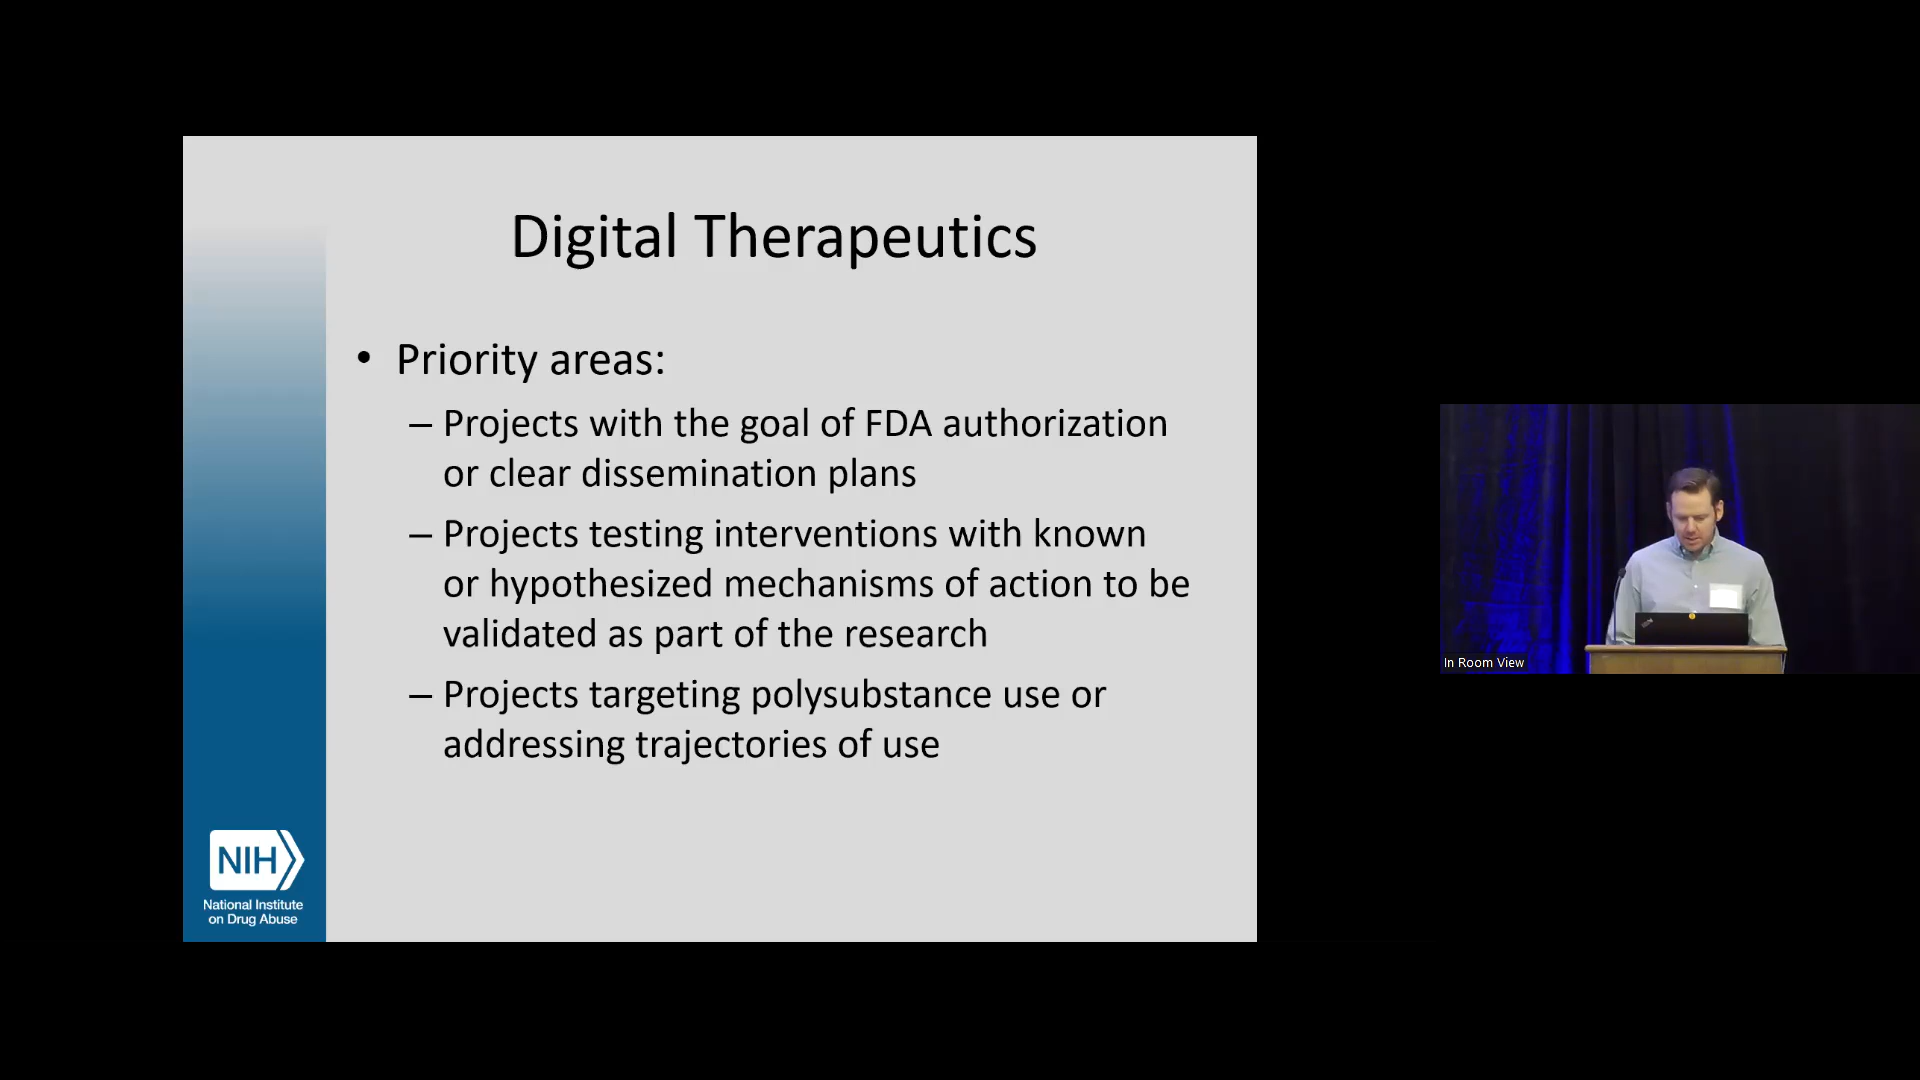 Digital Therapeutics
• Priority areas:
– Projects with the goal of FDA authorization
or clear dissemination plans
– Projects testing interventions with known
or hypothesized mechanisms of action to be
validated as part of the research
– Projects targeting polysubstance use or
addressing trajectories of use
NIH
National Institute
on Drug Abuse
In Room View